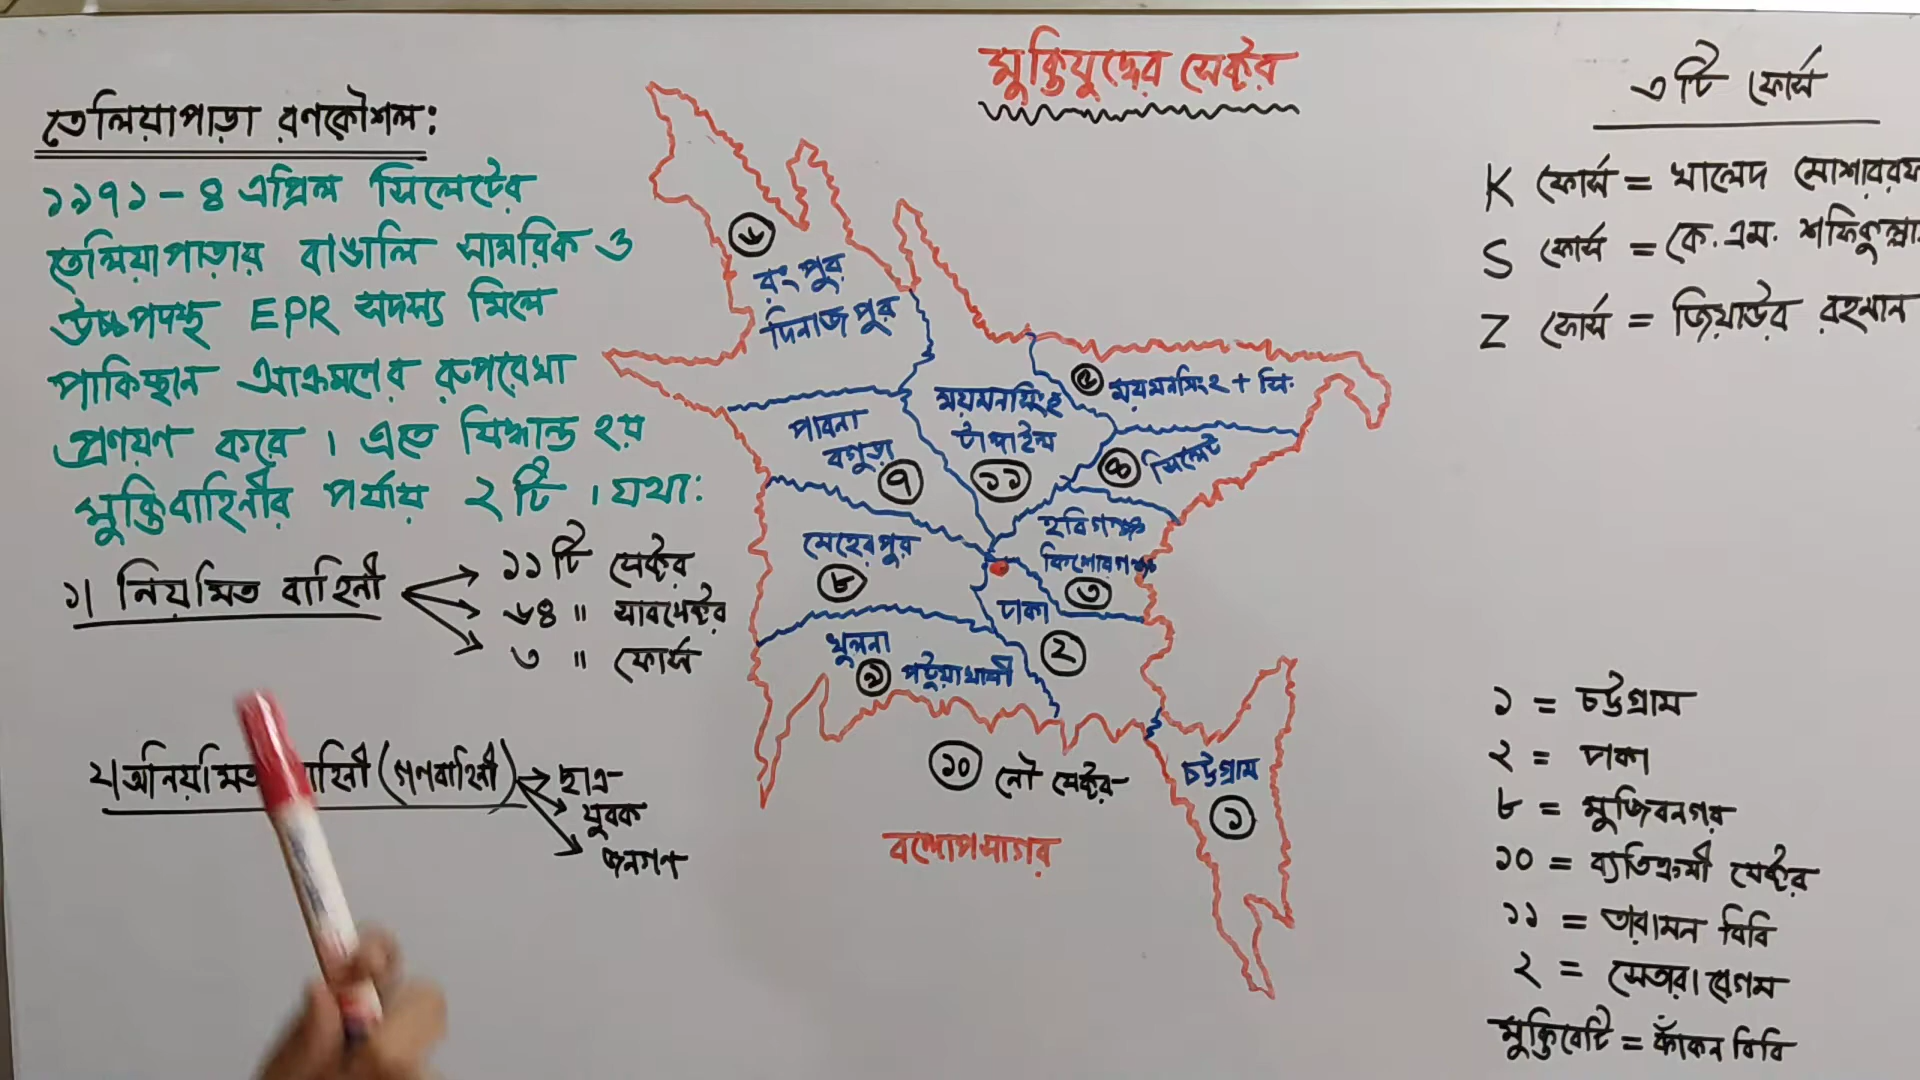 মুক্তিযুদ্ধের সেক্টর
তেলিয়াপাড়া রণকৌশল:
১৯৭১ - ৪ এপ্রিল সিলেটের
তেলিয়াপাড়ায় বাঙালি সামরিক ও
উচ্চপদস্থ EPR সদস্য মিলে
পাকিস্থান আক্রমণের রুপরেখা
প্রণয়ণ করে । এতে সিদ্ধান্ত হয়
মুক্তিবাহিনীর পর্যায় ২টি । যথা:
১। নিয়মিত বাহিনী
১১ টি সেক্টর
৬৪ " সাবসেক্টর
৩ " ফোর্স
২। অনিয়মিত বাহিনী (গণবাহিনী)
ছাত্র
যুবক
জনগণ
৬
রংপুর
দিনাজপুর
পাবনা
বগুড়া
৭
ময়মনসিংহ
টাঙ্গাইল
১১
৫ ময়মনসিংহ + সি.
৪ সিলেট
হবিগঞ্জ
কিশোরগঞ্জ
৩
মেহেরপুর
৮
ঢাকা
২
খুলনা
৯ পটুয়াখালী
১০ নৌ সেক্টর
বঙ্গোপসাগর
চট্টগ্রাম
১
৩টি ফোর্স
K ফোর্স = খালেদ মোশাররফ
S ফোর্স = কে.এম. শফিকুল্লা
Z ফোর্স = জিয়াউর রহমান
১ = চট্টগ্রাম
২ = ঢাকা
৮ = মুজিবনগর
১০ = ব্যতিক্রমী সেক্টর
১১ = তারামন বিবি
২ = সেতারা বেগম
মুক্তিবেটি = কাঁকন বিবি